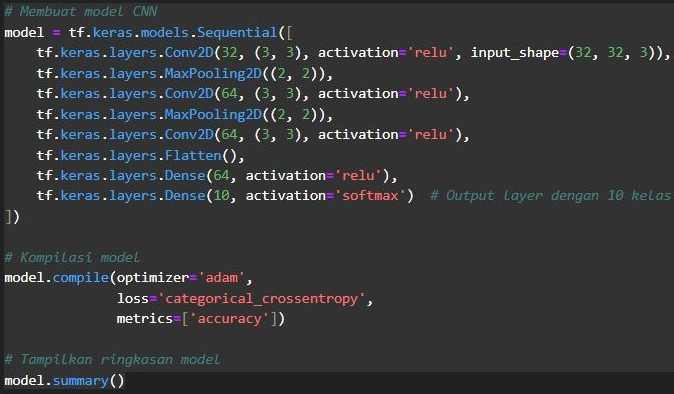 # Membuat model CNN
model = tf.keras.models.Sequential([
    tf.keras.layers.Conv2D(32, (3, 3), activation='relu', input_shape=(32, 32, 3)),
    tf.keras.layers.MaxPooling2D((2, 2)),
    tf.keras.layers.Conv2D(64, (3, 3), activation='relu'),
    tf.keras.layers.MaxPooling2D((2, 2)),
    tf.keras.layers.Conv2D(64, (3, 3), activation='relu'),
    tf.keras.layers.Flatten(),
    tf.keras.layers.Dense(64, activation='relu'),
    tf.keras.layers.Dense(10, activation='softmax')  # Output layer dengan 10 kelas
])

# Kompilasi model
model.compile(optimizer='adam',
              loss='categorical_crossentropy',
              metrics=['accuracy'])

# Tampilkan ringkasan model
model.summary()